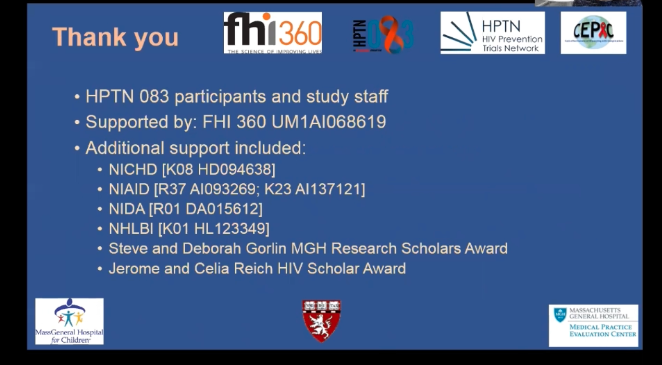 Thank you
fhi360
THE SCIENCE OF IMPROVING LIVES
HPTN
083
HPTN
HIV Prevention
Trials Network
CEPAC
• HPTN 083 participants and study staff
• Supported by: FHI 360 UM1AI068619
• Additional support included:
• NICHD [K08 HD094638]
• NIAID [R37 AI093269; K23 AI137121]
• NIDA [R01 DA015612]
• NHLBI [K01 HL123349]
• Steve and Deborah Gorlin MGH Research Scholars Award
• Jerome and Celia Reich HIV Scholar Award
MassGeneral Hospital
for Children
MASSACHUSETTS
GENERAL HOSPITAL
MEDICAL PRACTICE
EVALUATION CENTER